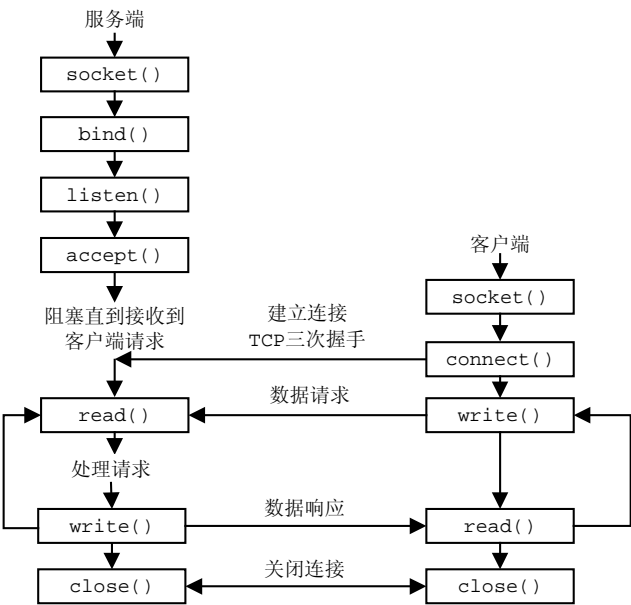 服务端
socket()
bind()
listen()
accept()
阻塞直到接收到
客户端请求
客户端
socket()
建立连接
TCP三次握手
connect()
read()
数据请求
write()
处理请求
write()
数据响应
read()
close()
关闭连接
close()